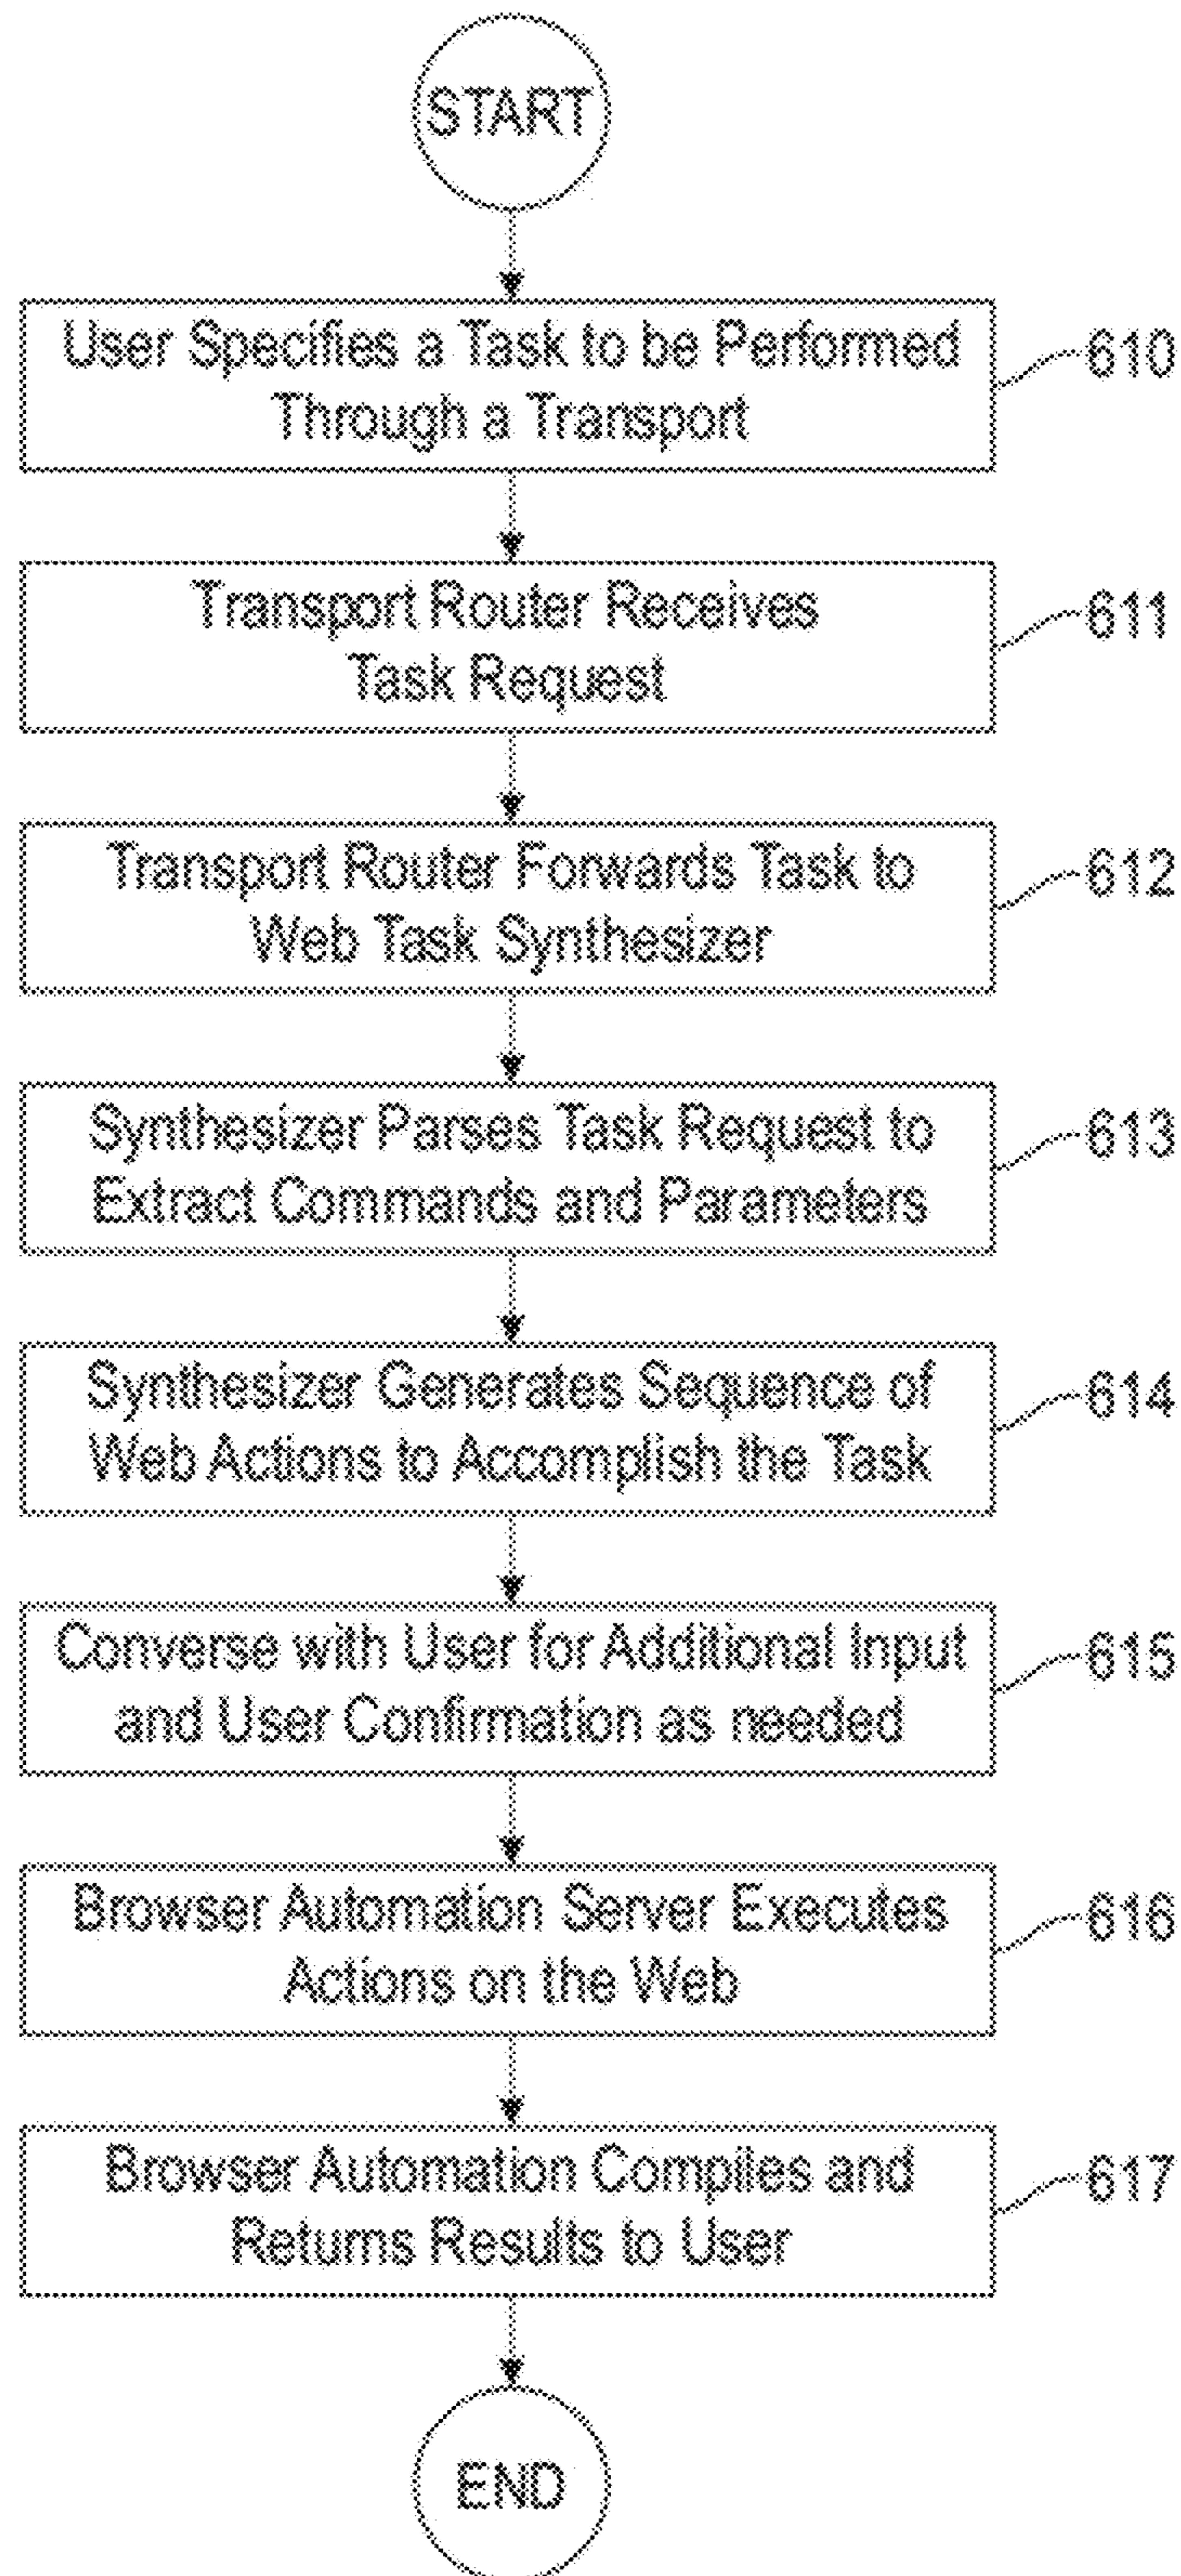 START
User Specifies a Task to be Performed
Through a Transport
610
Transport Router Receives
Task Request
611
Transport Router Forwards Task to
Web Task Synthesizer
612
Synthesizer Parses Task Request to
Extract Commands and Parameters
613
Synthesizer Generates Sequence of
Web Actions to Accomplish the Task
614
Converse with User for Additional Input
and User Confirmation as needed
615
Browser Automation Server Executes
Actions on the Web
616
Browser Automation Compiles and
Returns Results to User
617
END